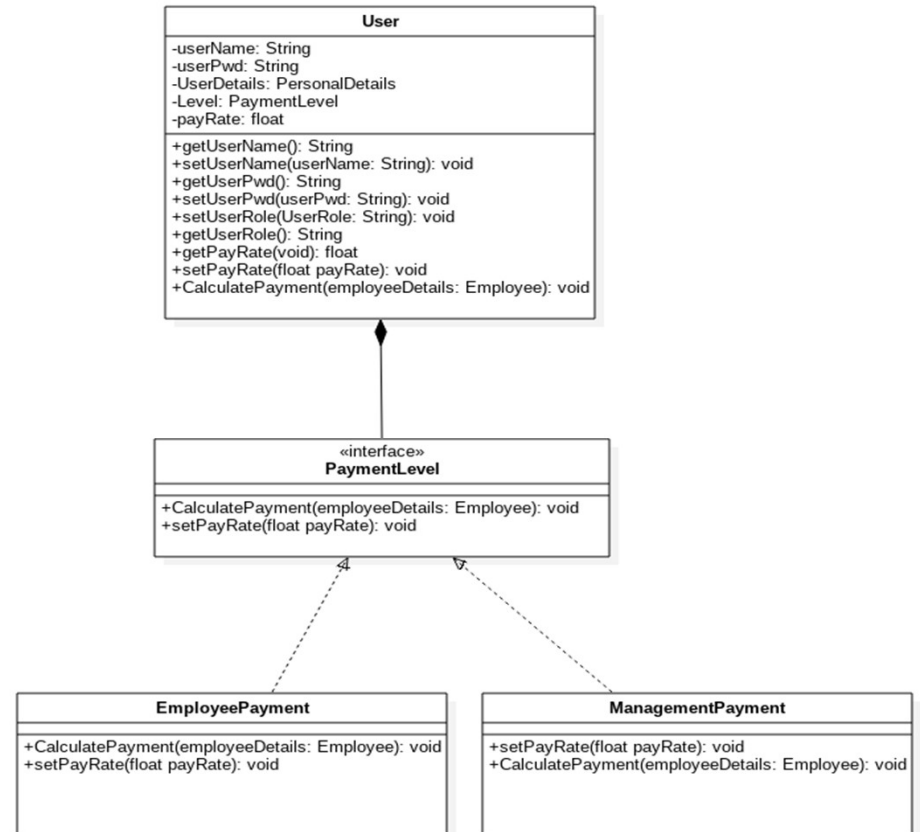 User
-userName: String
-userPwd: String
-UserDetails: PersonalDetails
-Level: PaymentLevel
-payRate: float
+getUserName(): String
+setUserName(userName: String): void
+getUserPwd(): String
+setUserPwd(userPwd: String): void
+setUserRole(UserRole: String): void
+getUserRole(): String
+getPayRate(void): float
+setPayRate(float payRate): void
+CalculatePayment(employeeDetails: Employee): void
«interface»
PaymentLevel
+CalculatePayment(employeeDetails: Employee): void
+setPayRate(float payRate): void
EmployeePayment
+CalculatePayment(employeeDetails: Employee): void
+setPayRate(float payRate): void
ManagementPayment
+setPayRate(float payRate): void
+CalculatePayment(employeeDetails: Employee): void